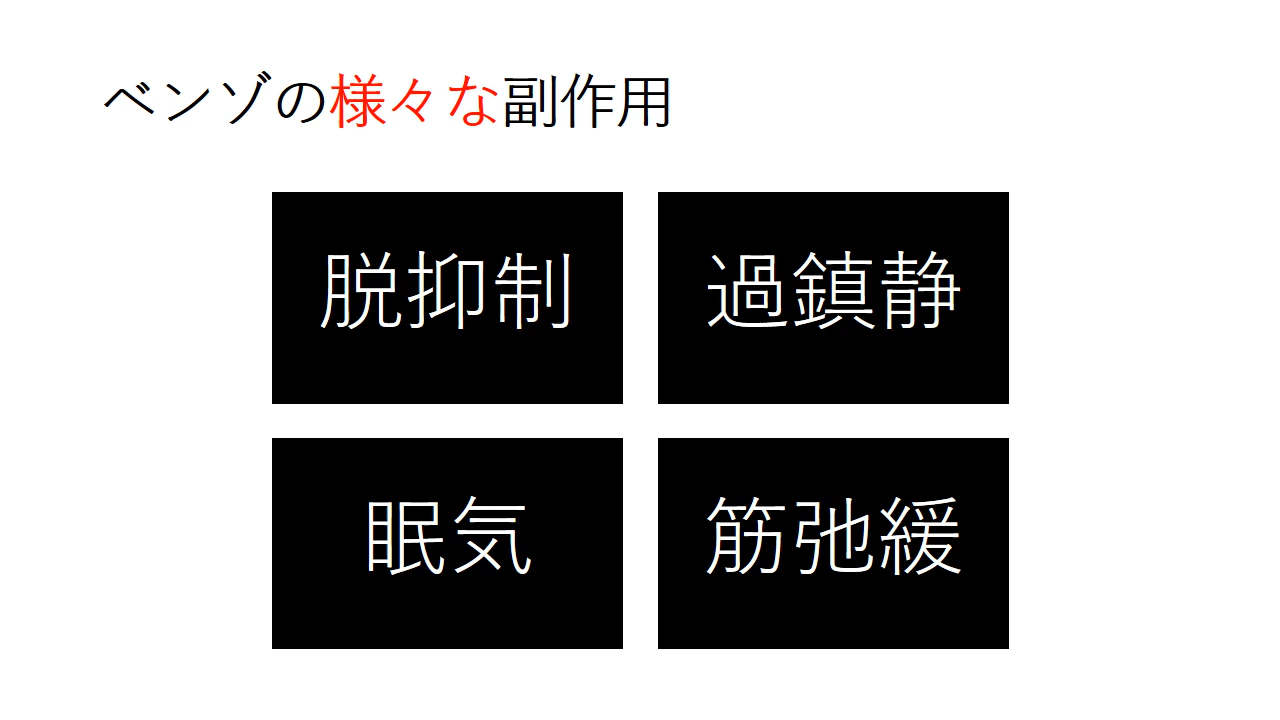 ベンゾの様々な副作用
脱抑制
過鎮静
眠気
筋弛緩